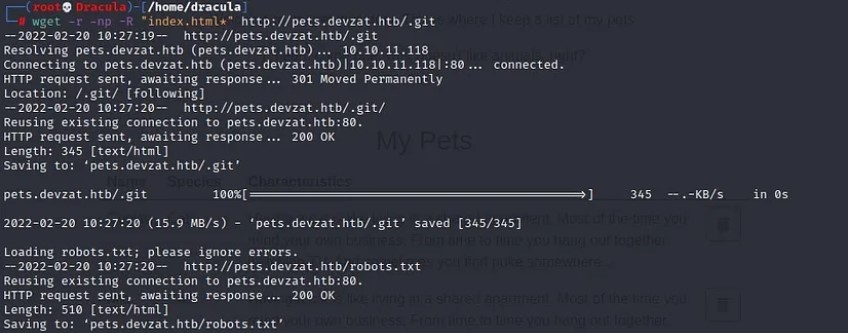 ┌──(root💀Dracula)-[/home/dracula]
└─# wget -r -np -R "index.html*" http://pets.devzat.htb/.git
--2022-02-20 10:27:19-- http://pets.devzat.htb/.git
Resolving pets.devzat.htb (pets.devzat.htb)... 10.10.11.118
Connecting to pets.devzat.htb (pets.devzat.htb)|10.10.11.118|:80... connected.
HTTP request sent, awaiting response... 301 Moved Permanently
Location: /.git/ [following]
--2022-02-20 10:27:20-- http://pets.devzat.htb/.git/
Reusing existing connection to pets.devzat.htb:80.
HTTP request sent, awaiting response... 200 OK
My Pets
Length: 345 [text/html]
Saving to: ‘pets.devzat.htb/.git’
Name Species Characteristics
pets.devzat.htb/.git 100%[===================================================>] 345 --.-KB/s in 0s
2022-02-20 10:27:20 (15.9 MB/s) - ‘pets.devzat.htb/.git’ saved [345/345]
Loading robots.txt; please ignore errors.
--2022-02-20 10:27:20-- http://pets.devzat.htb/robots.txt
Reusing existing connection to pets.devzat.htb:80.
HTTP request sent, awaiting response... 200 OK
Length: 510 [text/html]
Saving to: ‘pets.devzat.htb/robots.txt’